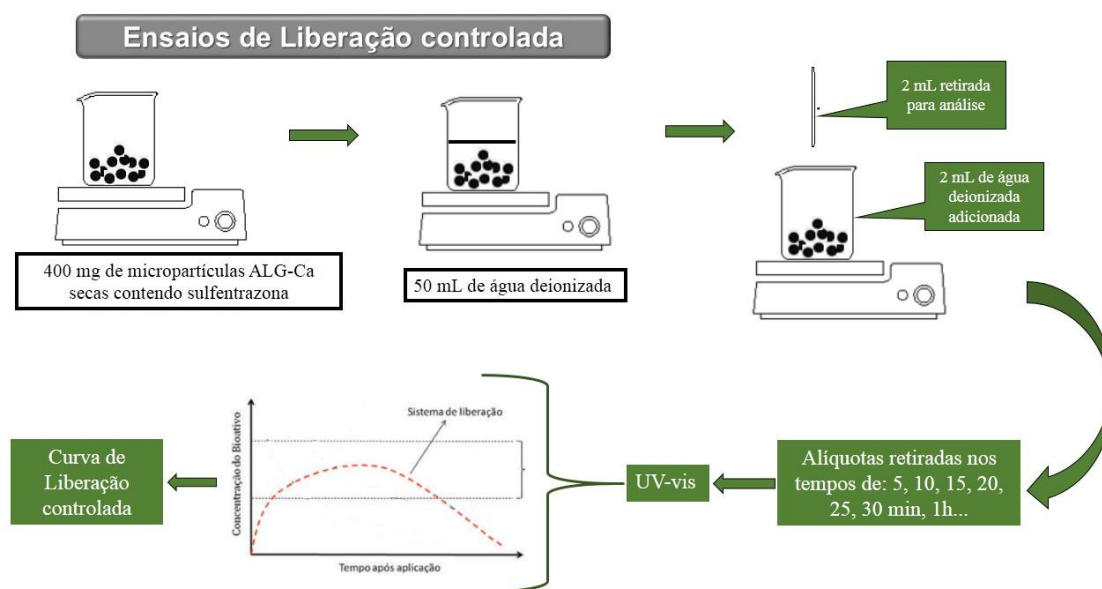 Ensaios de Liberação controlada
2 mL retirada
para análise
2 mL de água
deionizada
adicionada
400 mg de micropartículas ALG-Ca
secas contendo sulfentrazona
50 mL de água deionizada
Alíquotas retiradas nos
tempos de: 5, 10, 15, 20,
25, 30 min, 1h...
UV-vis
Concentração do Bioativo
Sistema de liberação
Tempo após aplicação
Curva de
Liberação
controlada